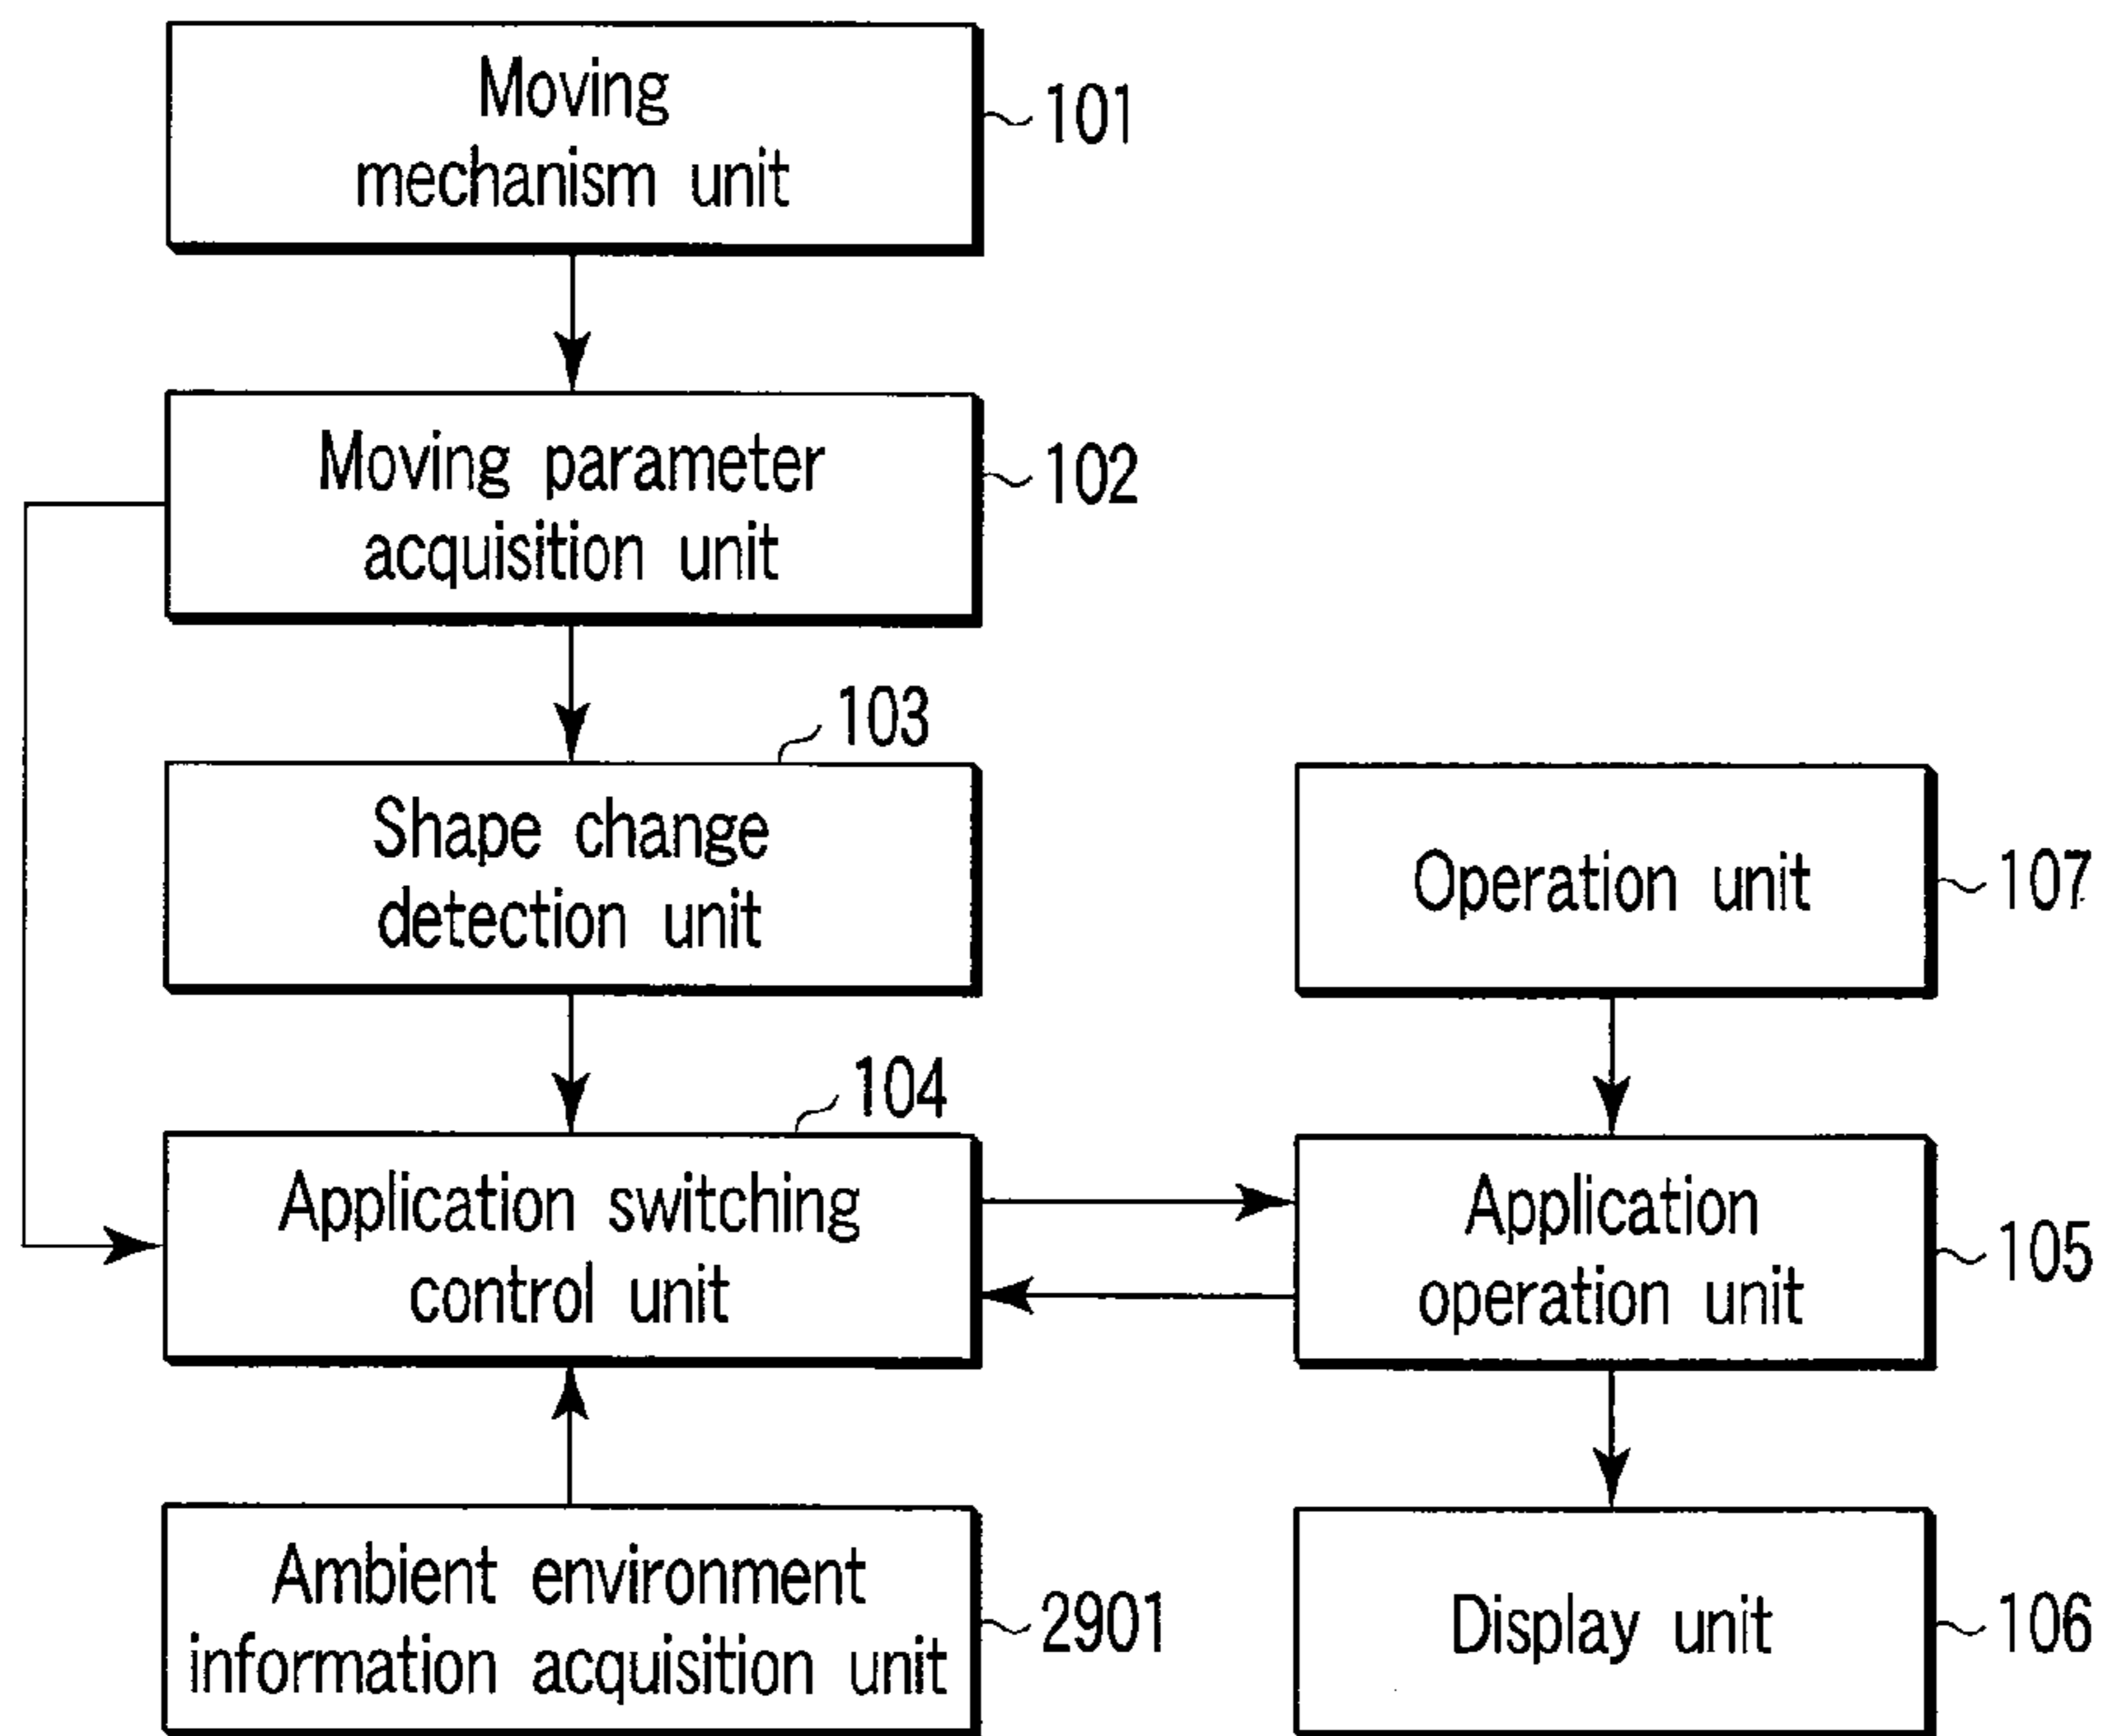 Moving
mechanism unit
101
Moving parameter
acquisition unit
102
103
Shape change
detection unit
Operation unit
107
104
Application switching
control unit
Application
operation unit
105
Ambient environment
information acquisition unit
2901
Display unit
106